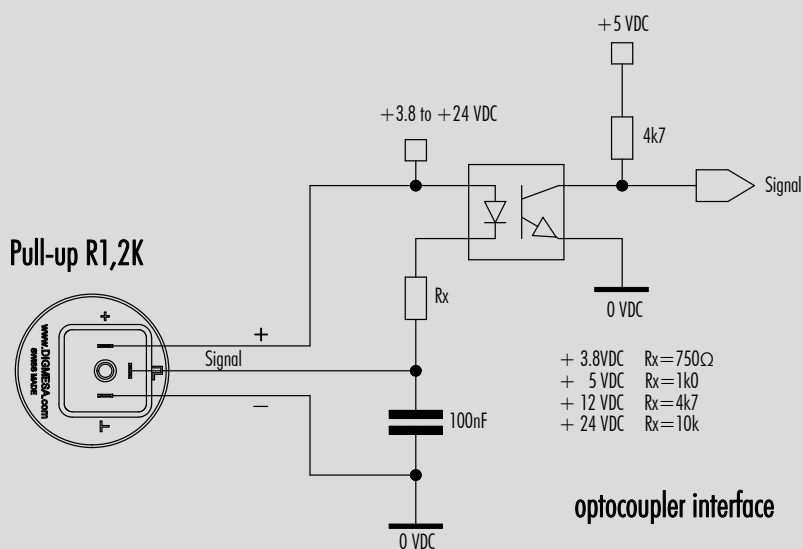 +5 VDC
+3.8 to +24 VDC
4k7
Signal
Pull-up R1,2K
0 VDC
Rx
+
www.DIGMESA.com
SWISS MADE
+
Signal
−
+ 3.8VDC Rx=750Ω
+ 5 VDC Rx=1k0
+ 12 VDC Rx=4k7
+ 24 VDC Rx=10k
100nF
optocoupler interface
0 VDC